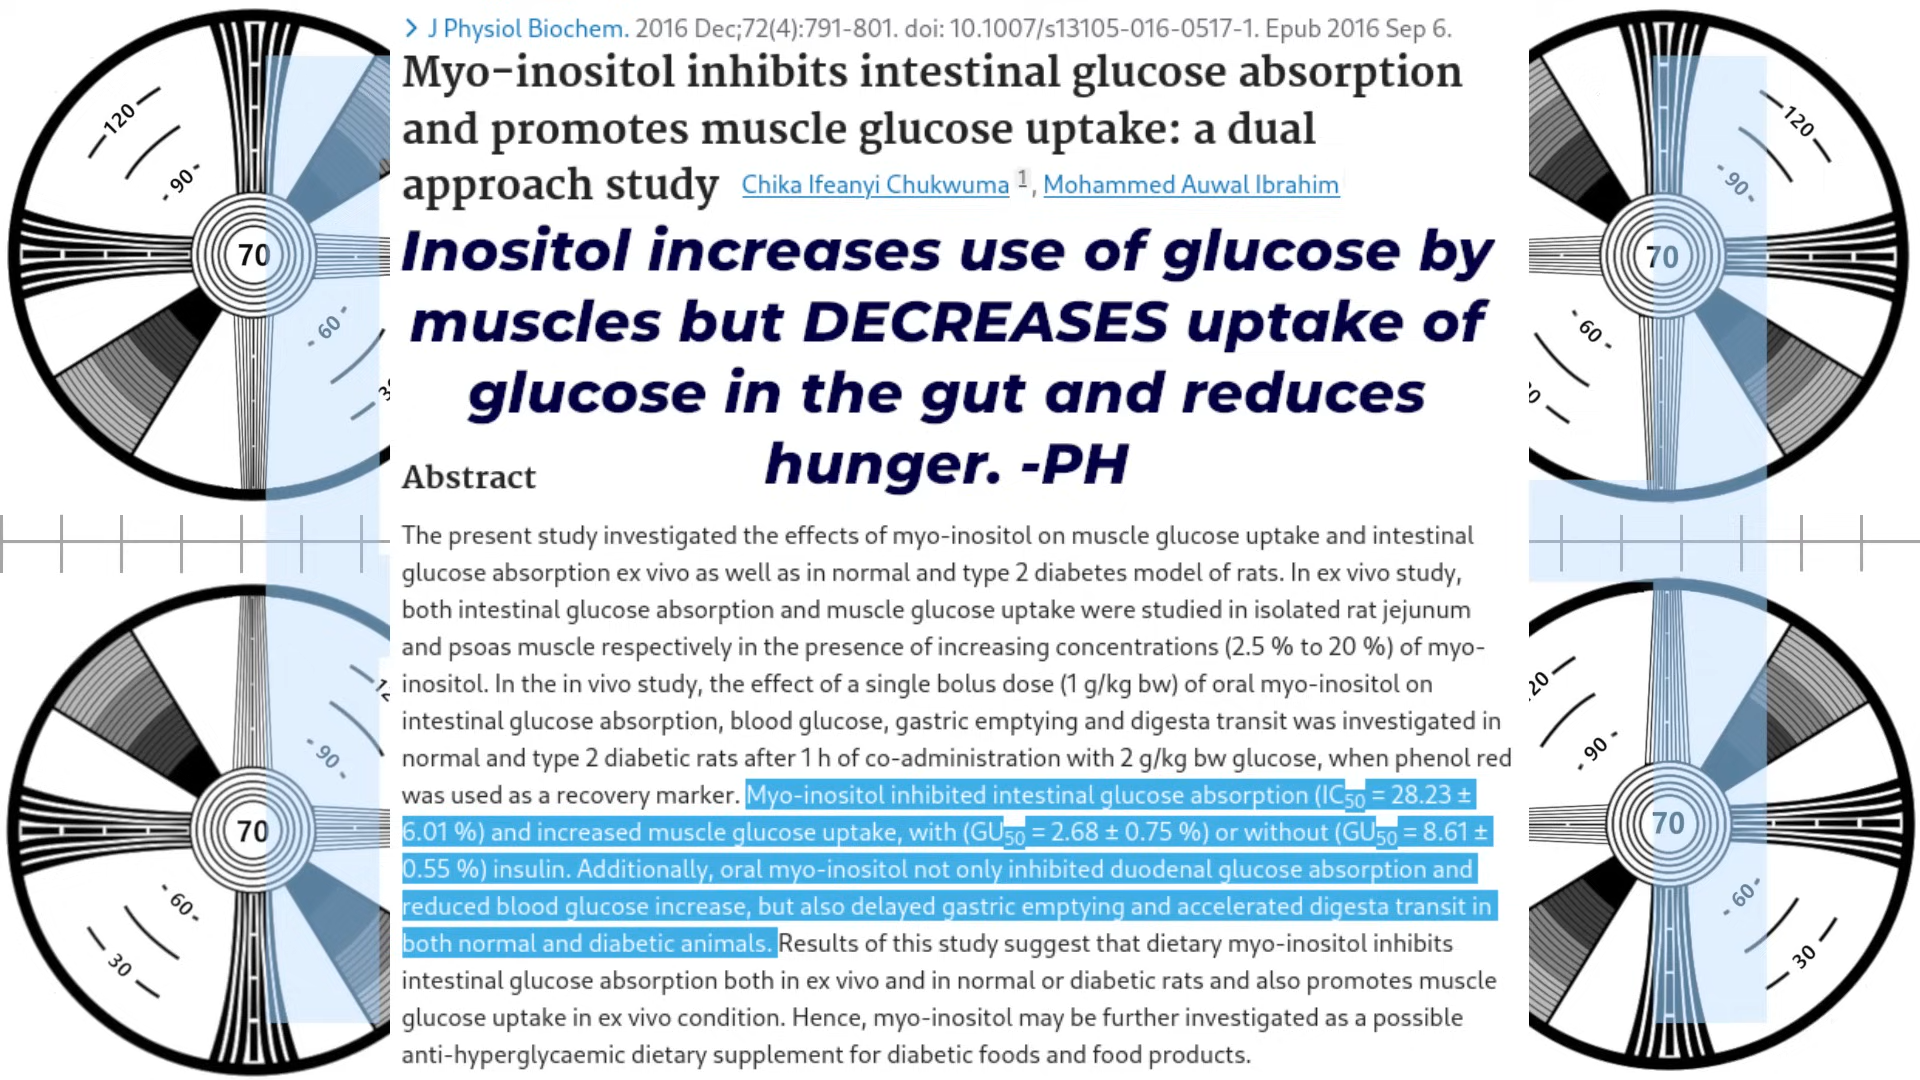 > J Physiol Biochem. 2016 Dec;72(4):791-801. doi: 10.1007/s13105-016-0517-1. Epub 2016 Sep 6.
Myo-inositol inhibits intestinal glucose absorption
and promotes muscle glucose uptake: a dual
approach study Chika Ifeanyi Chukwuma 1, Mohammed Auwal Ibrahim
Inositol increases use of glucose by
muscles but DECREASES uptake of
glucose in the gut and reduces
hunger. -PH
Abstract
The present study investigated the effects of myo-inositol on muscle glucose uptake and intestinal
glucose absorption ex vivo as well as in normal and type 2 diabetes model of rats. In ex vivo study,
both intestinal glucose absorption and muscle glucose uptake were studied in isolated rat jejunum
and psoas muscle respectively in the presence of increasing concentrations (2.5 % to 20 %) of myo-
inositol. In the in vivo study, the effect of a single bolus dose (1 g/kg bw) of oral myo-inositol on
intestinal glucose absorption, blood glucose, gastric emptying and digesta transit was investigated in
normal and type 2 diabetic rats after 1 h of co-administration with 2 g/kg bw glucose, when phenol red
was used as a recovery marker. Myo-inositol inhibited intestinal glucose absorption (IC50 = 28.23 ±
6.01 %) and increased muscle glucose uptake, with (GU50 = 2.68 ± 0.75 %) or without (GU50 = 8.61 ±
0.55 %) insulin. Additionally, oral myo-inositol not only inhibited duodenal glucose absorption and
reduced blood glucose increase, but also delayed gastric emptying and accelerated digesta transit in
both normal and diabetic animals. Results of this study suggest that dietary myo-inositol inhibits
intestinal glucose absorption both in ex vivo and in normal or diabetic rats and also promotes muscle
glucose uptake in ex vivo condition. Hence, myo-inositol may be further investigated as a possible
anti-hyperglycaemic dietary supplement for diabetic foods and food products.
120
- 90 -
70
- 60 -
120
- 90 -
70
- 60 -
- 90 -
70
- 60 -
30
- 90 -
70
- 60 -
30